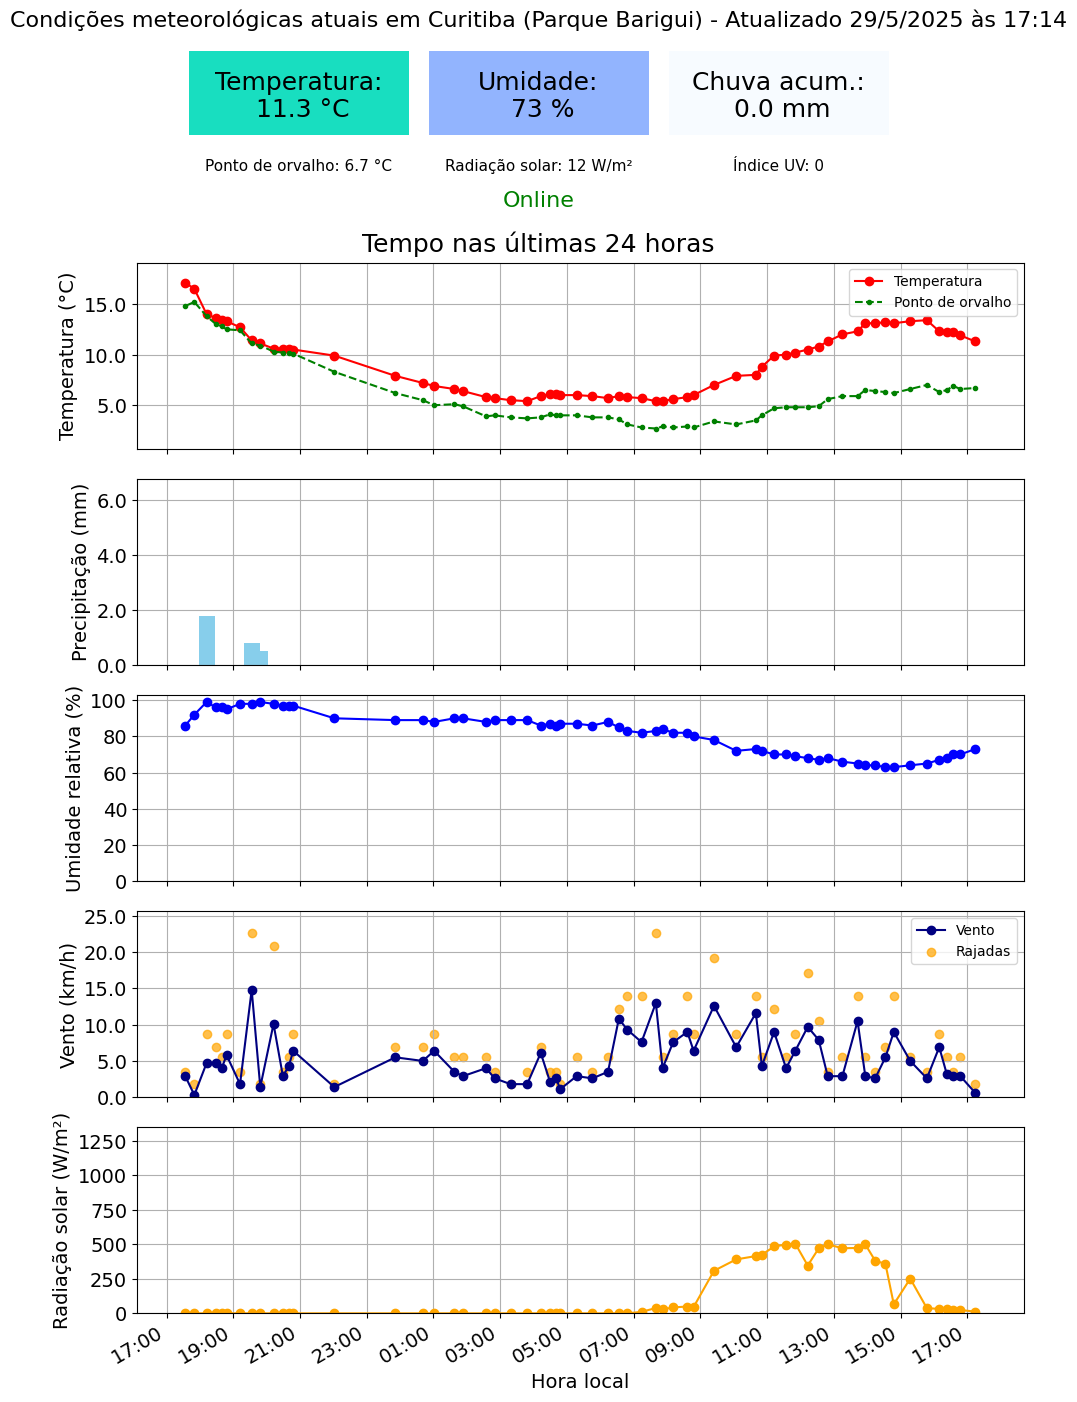 Condições meteorológicas atuais em Curitiba (Parque Barigui) - Atualizado 29/5/2025 às 17:14
Temperatura:
11.3 °C
Umidade:
73 %
Chuva acum.:
0.0 mm
Ponto de orvalho: 6.7 °C
Radiação solar: 12 W/m²
Índice UV: 0
Online
Tempo nas últimas 24 horas
Temperatura (°C)
15.0
10.0
5.0
Temperatura
Ponto de orvalho
Precipitação (mm)
6.0
4.0
2.0
0.0
Umidade relativa (%)
100
80
60
40
20
0
Vento (km/h)
25.0
20.0
15.0
10.0
5.0
0.0
Vento
Rajadas
Radiação solar (W/m²)
1250
1000
750
500
250
0
17:00
19:00
21:00
23:00
01:00
03:00
05:00
07:00
09:00
11:00
13:00
15:00
17:00
Hora local